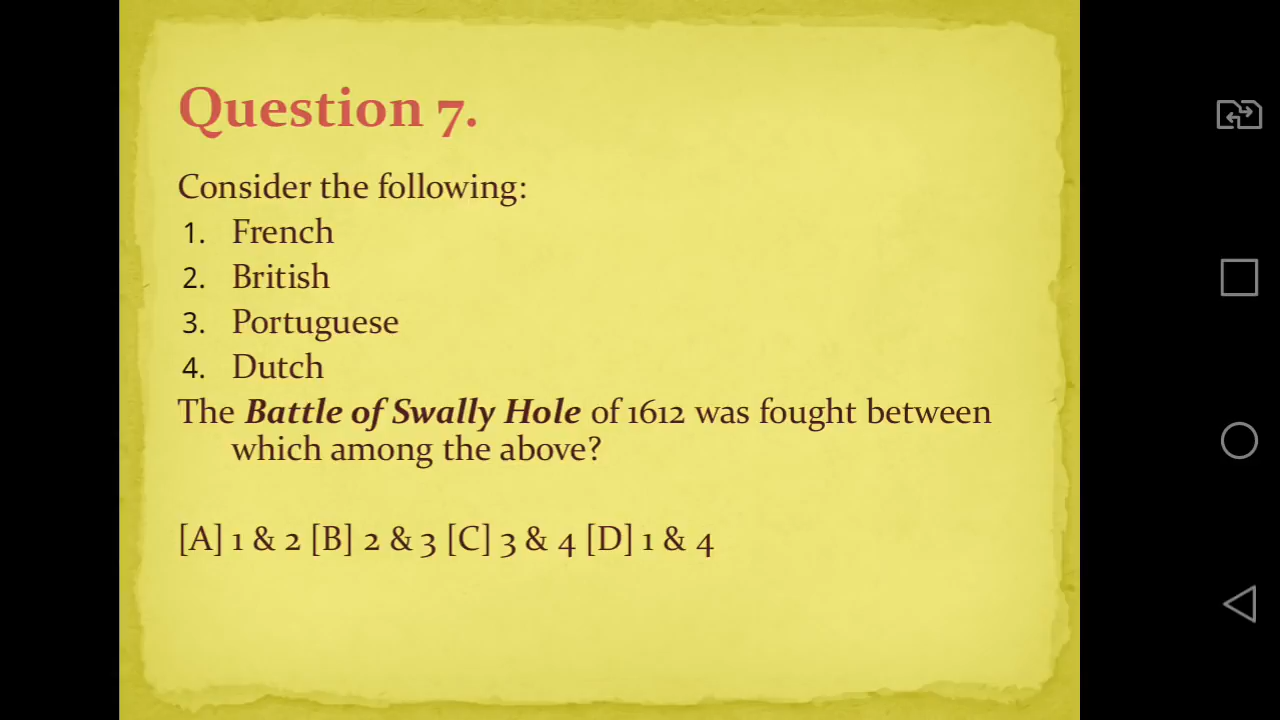 Question 7.
Consider the following:
1. French
2. British
3. Portuguese
4. Dutch
The Battle of Swally Hole of 1612 was fought between
which among the above?
[A] 1 & 2 [B] 2 & 3 [C] 3 & 4 [D] 1 & 4